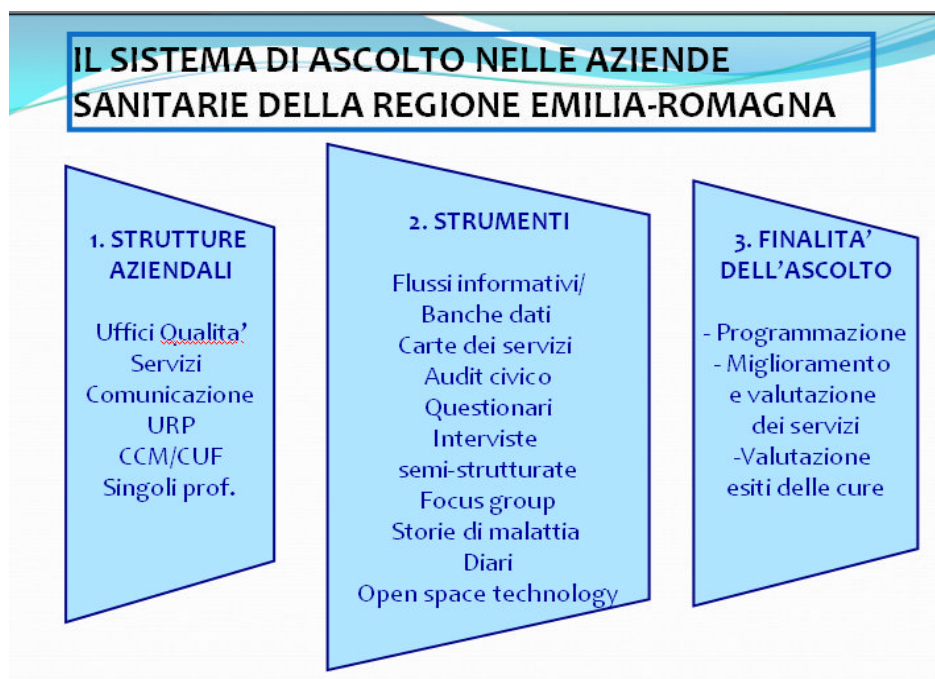 IL SISTEMA DI ASCOLTO NELLE AZIENDE
SANITARIE DELLA REGIONE EMILIA-ROMAGNA
1. STRUTTURE
AZIENDALI
Uffici Qualita'
Servizi
Comunicazione
URP
CCM/CUF
Singoli prof.
2. STRUMENTI
Flussi informativi/
Banche dati
Carte dei servizi
Audit civico
Questionari
Interviste
semi-strutturate
Focus group
Storie di malattia
Diari
Open space technology
3. FINALITA'
DELL'ASCOLTO
- Programmazione
- Miglioramento
e valutazione
dei servizi
-Valutazione
esiti delle cure